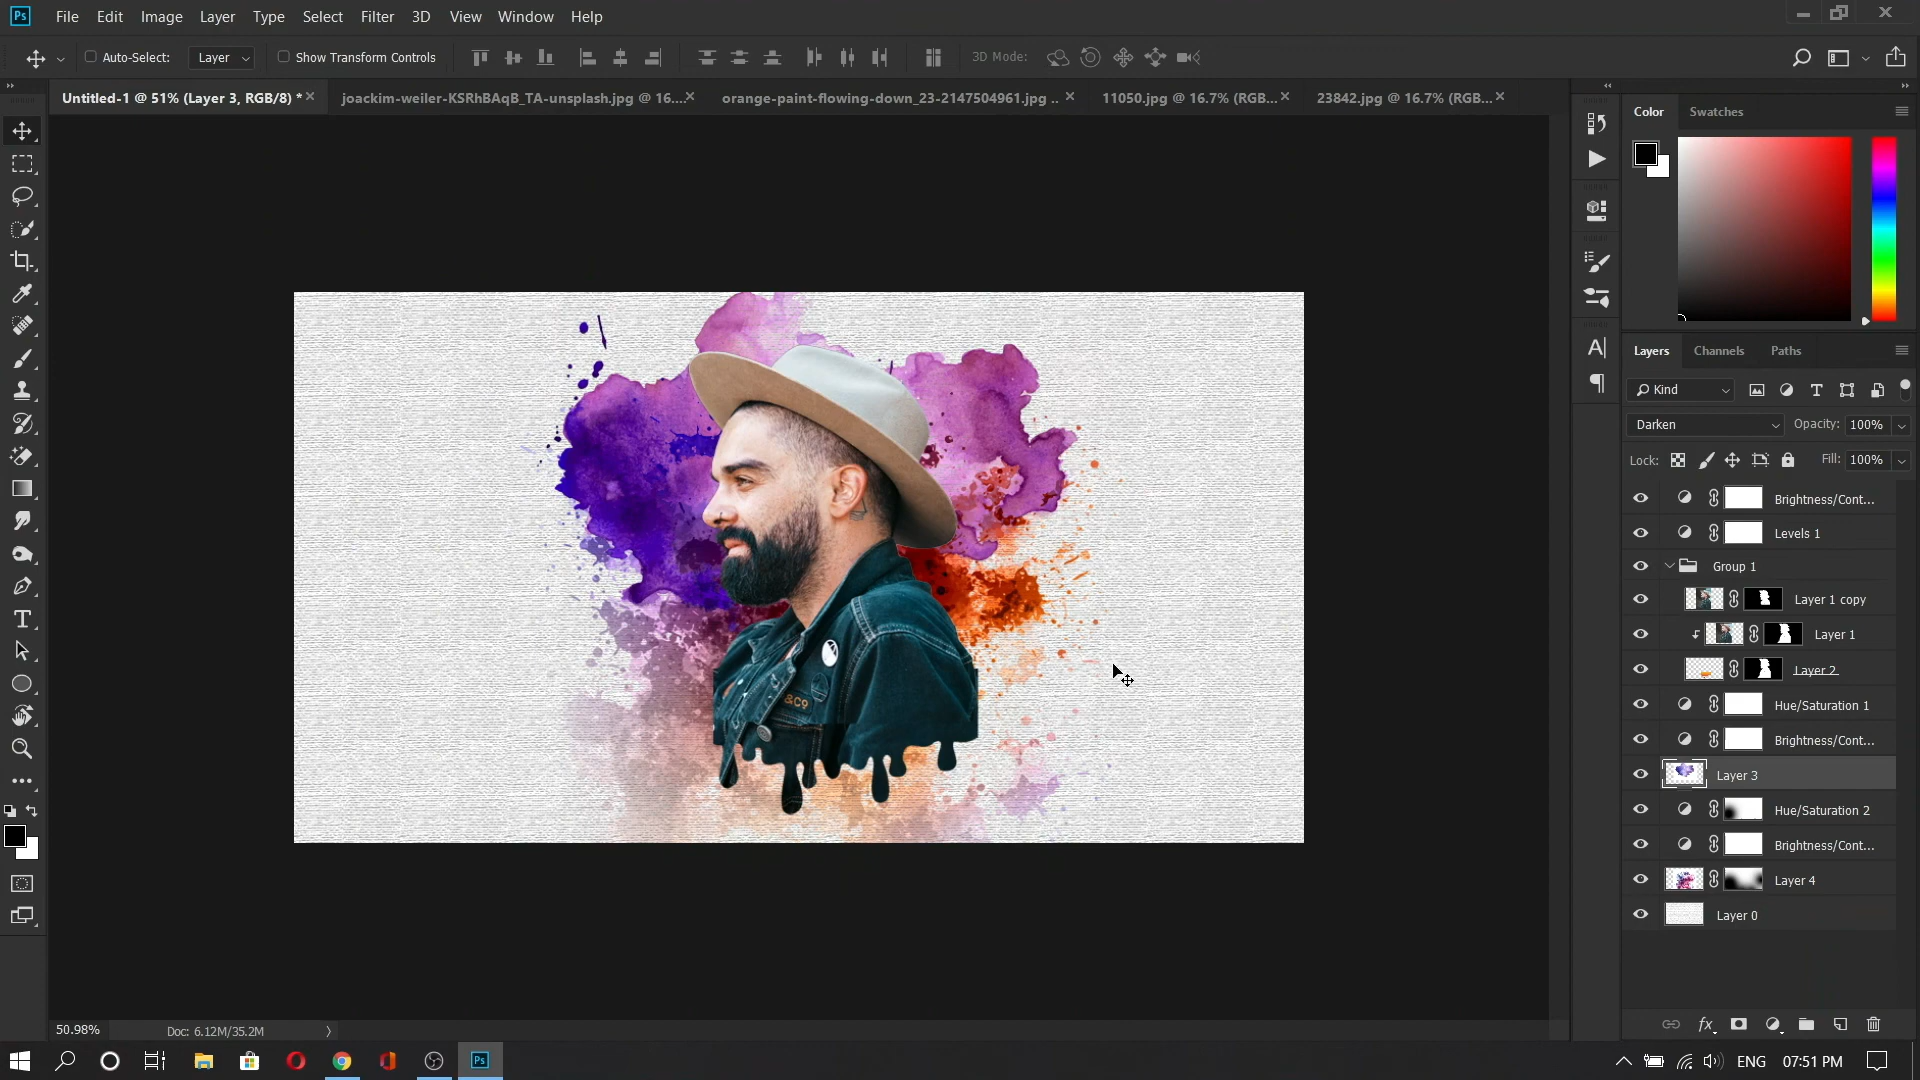 Ps File Edit Image Layer Type Select Filter 3D View Window Help
Auto-Select: Layer Show Transform Controls 3D Mode:
Untitled-1 @ 51% (Layer 3, RGB/8) * joackim-weiler-KSRhBAqB_TA-unsplash.jpg @ 16.... orange-paint-flowing-down_23-2147504961.jpg .. 11050.jpg @ 16.7% (RGB... 23842.jpg @ 16.7% (RGB...
Color Swatches
Layers Channels Paths
Kind
Darken Opacity: 100%
Lock: Fill: 100%
Brightness/Cont...
Levels 1
Group 1
Layer 1 copy
Layer 1
Layer 2
Hue/Saturation 1
Brightness/Cont...
Layer 3
Hue/Saturation 2
Brightness/Cont...
Layer 4
Layer 0
&CO
50.98% Doc: 6.12M/35.2M
fx
Ps ENG 07:51 PM